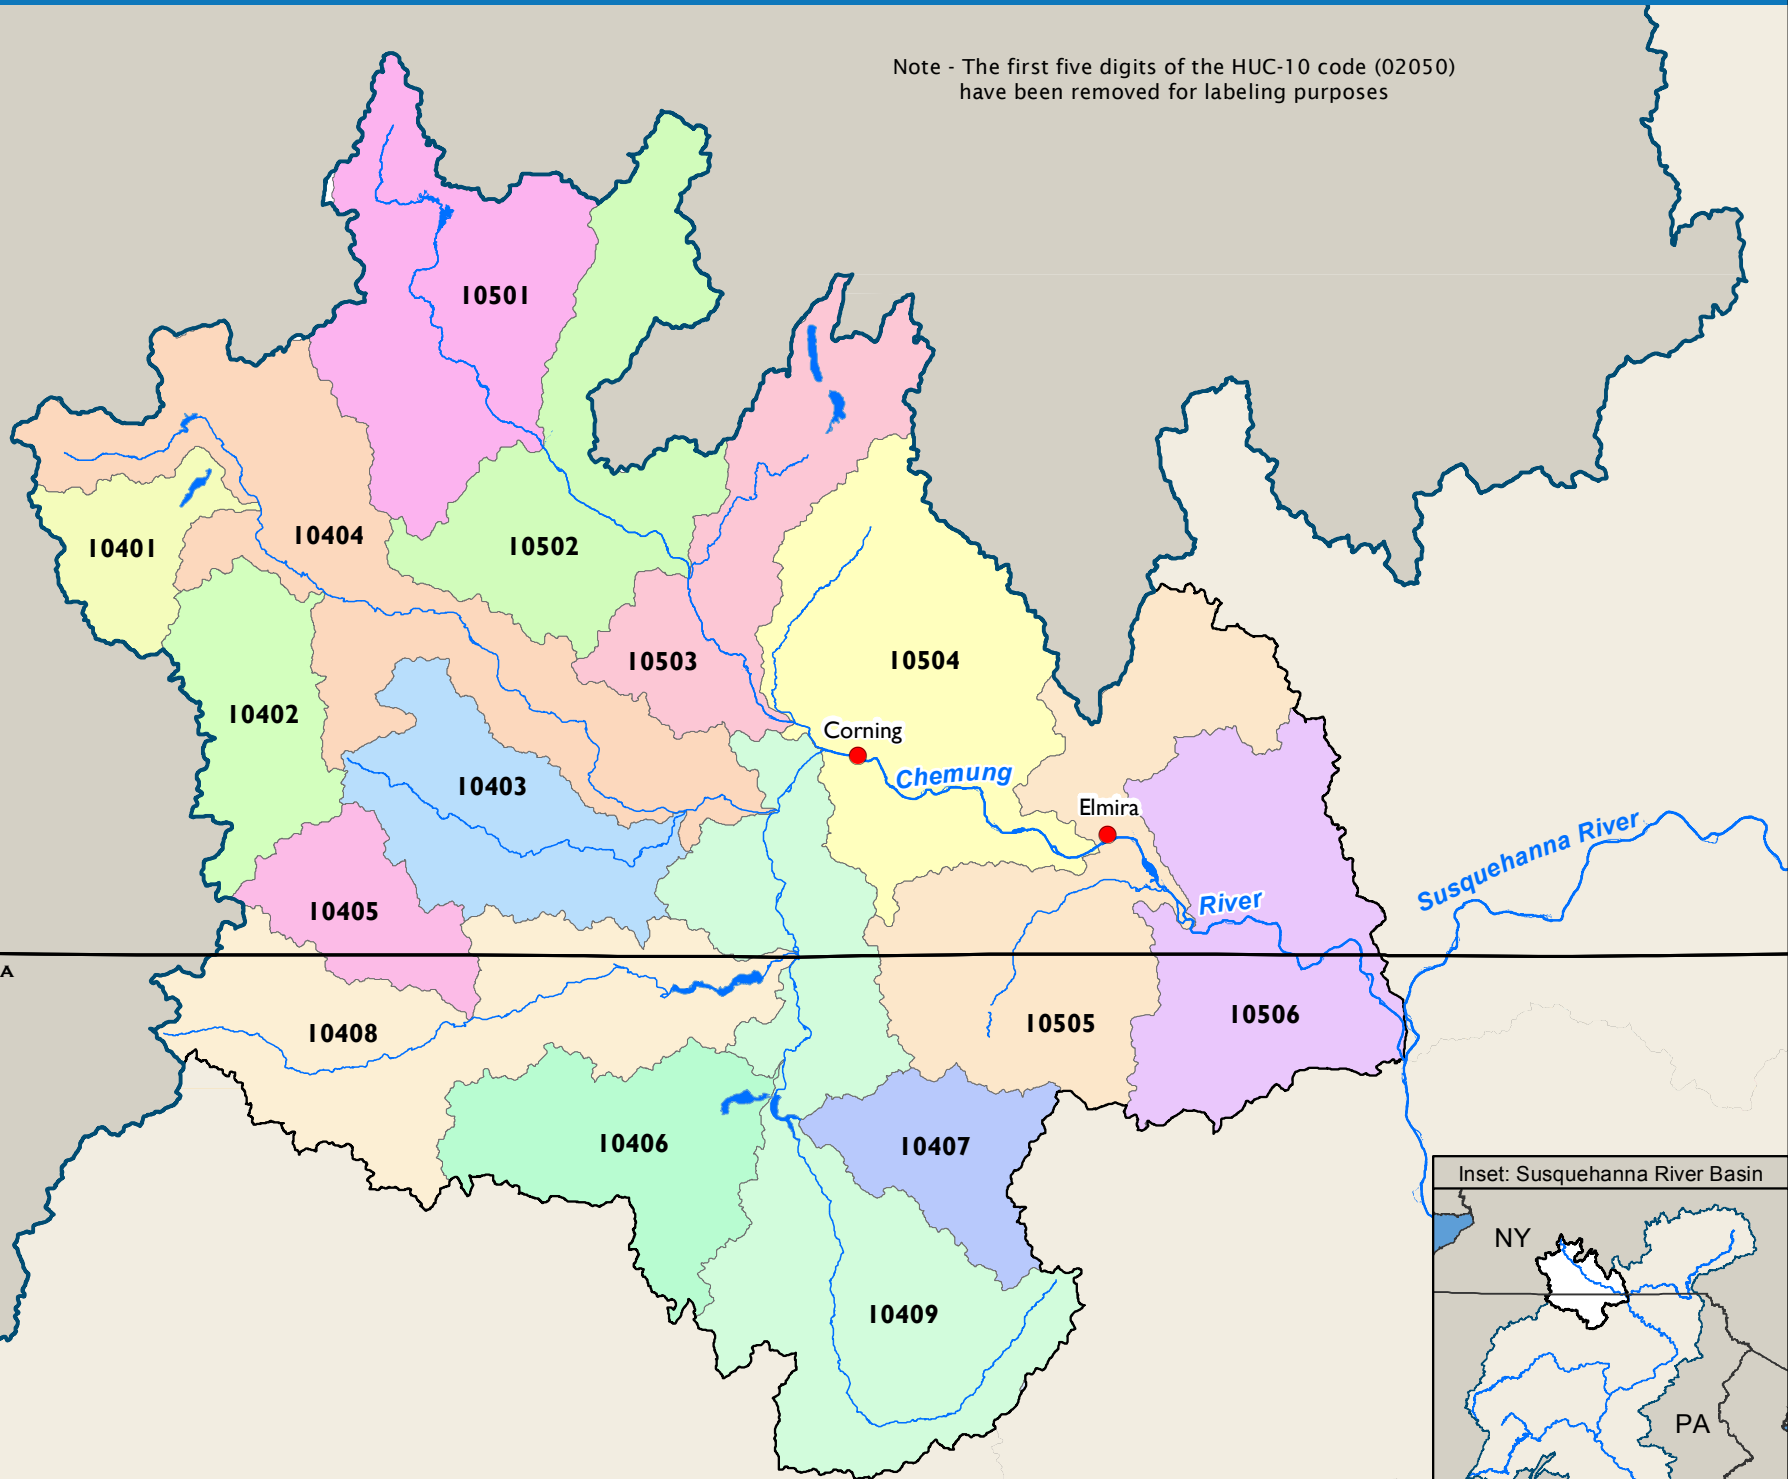 Note - The first five digits of the HUC-10 code (02050)
have been removed for labeling purposes
10501
10401
10404
10502
10503
10504
10402
Corning
Chemung
10403
Elmira
Susquehanna River
River
10405
A
10408
10505
10506
10406
10407
10409
Inset: Susquehanna River Basin
NY
PA